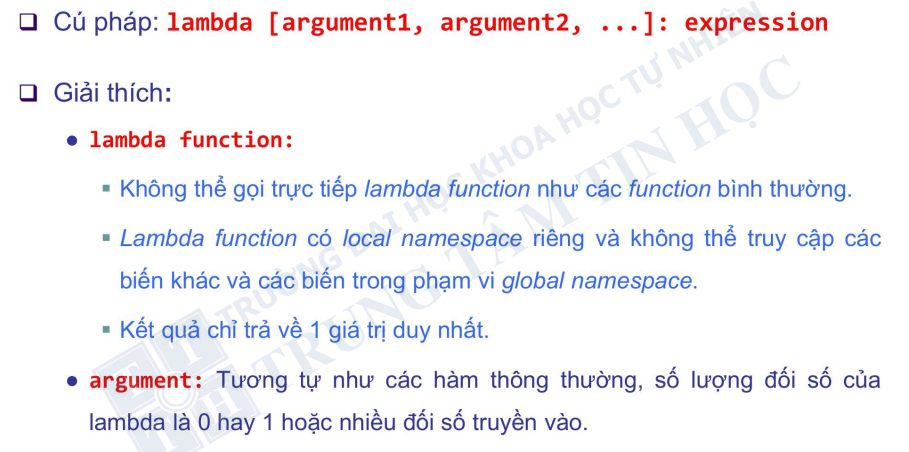 Cú pháp: lambda [argument1, argument2, ...]: expression
Giải thích:
lambda function:
Không thể gọi trực tiếp lambda function như các function bình thường.
Lambda function có local namespace riêng và không thể truy cập các
biến khác và các biến trong phạm vi global namespace.
Kết quả chỉ trả về 1 giá trị duy nhất.
argument: Tương tự như các hàm thông thường, số lượng đối số của
lambda là 0 hay 1 hoặc nhiều đối số truyền vào.
TRƯỜNG ĐẠI HỌC KHOA HỌC TỰ NHIÊN
TRUNG TÂM TIN HỌC